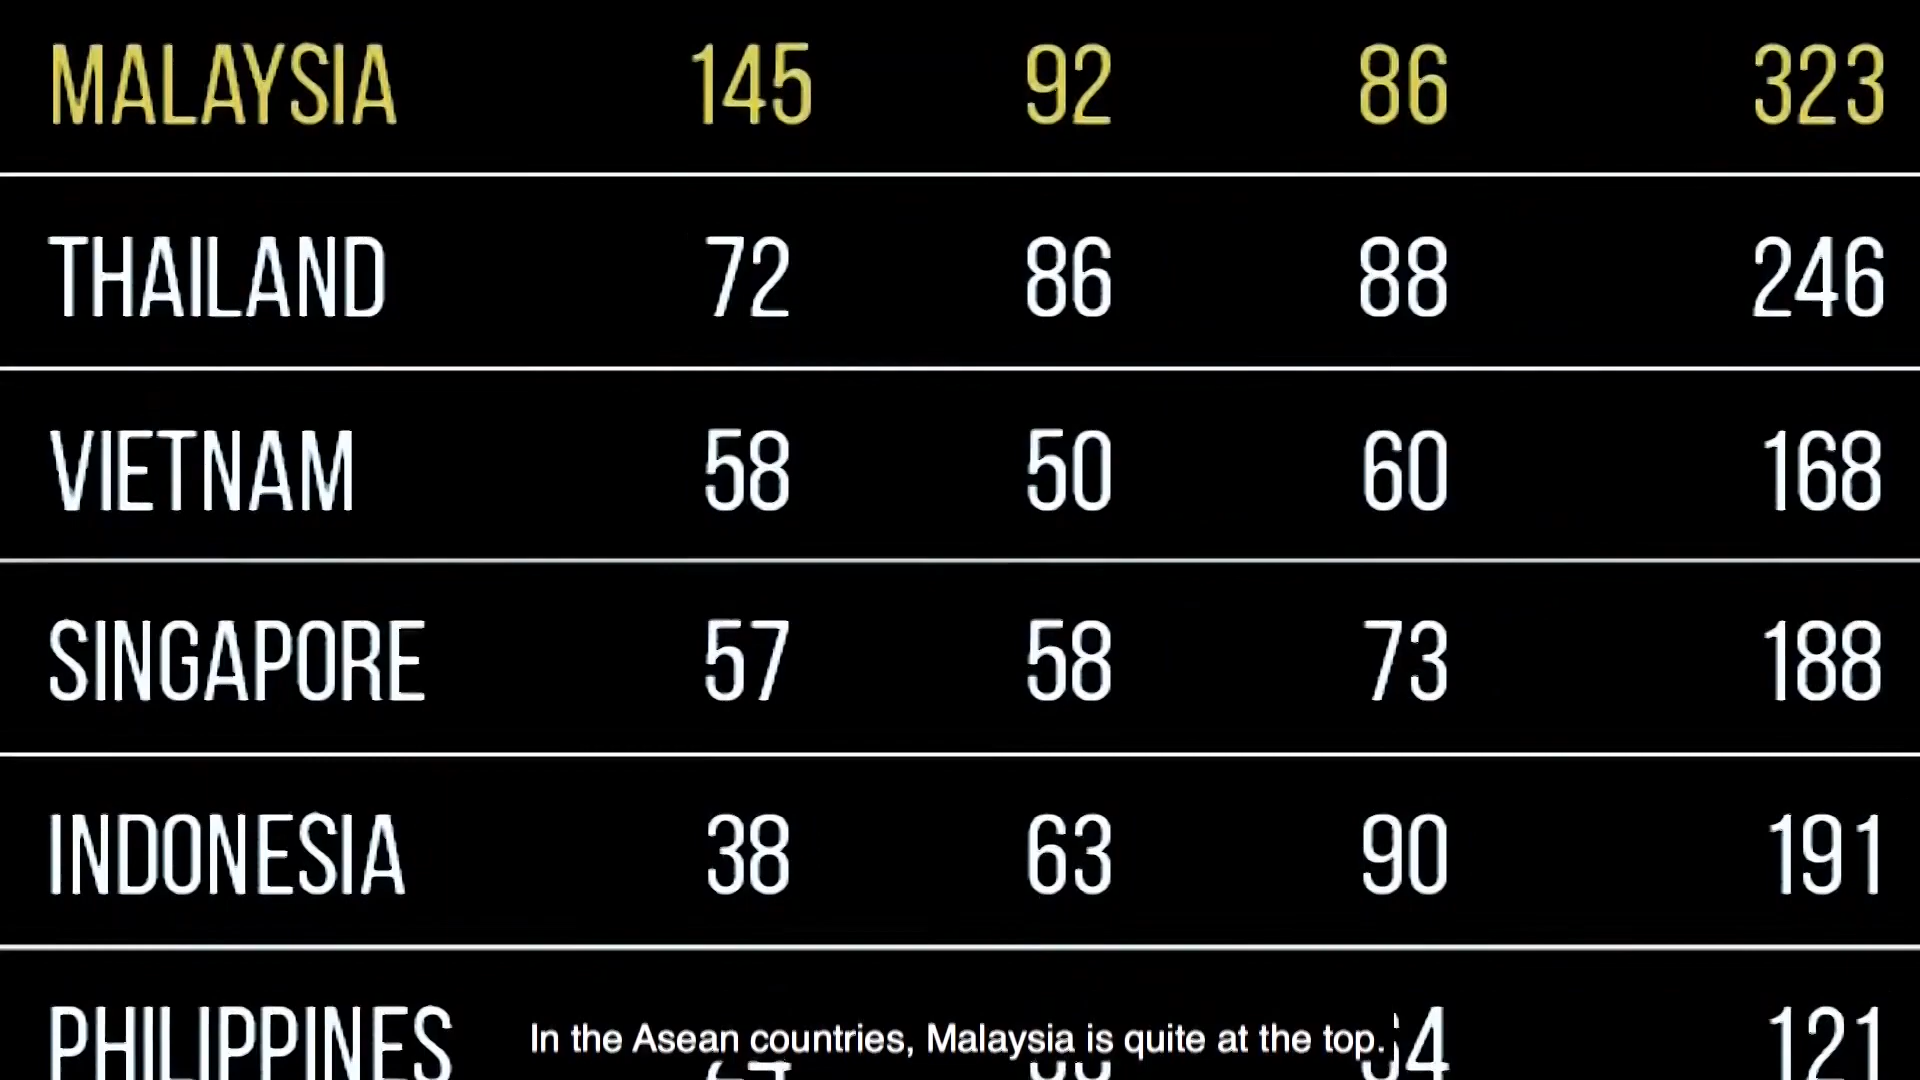 MALAYSIA 145 92 86 323
THAILAND 72 86 88 246
VIETNAM 58 50 60 168
SINGAPORE 57 58 73 188
INDONESIA 38 63 90 191
PHILIPPINES 121
In the Asean countries, Malaysia is quite at the top.